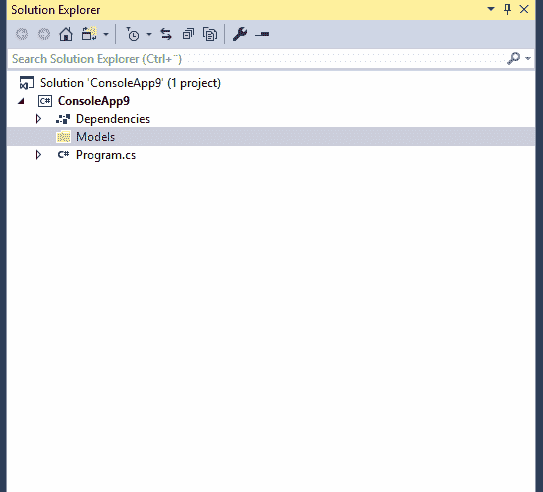 Solution Explorer
Search Solution Explorer (Ctrl+¨)
Solution 'ConsoleApp9' (1 project)
C# ConsoleApp9
Dependencies
Models
C# Program.cs